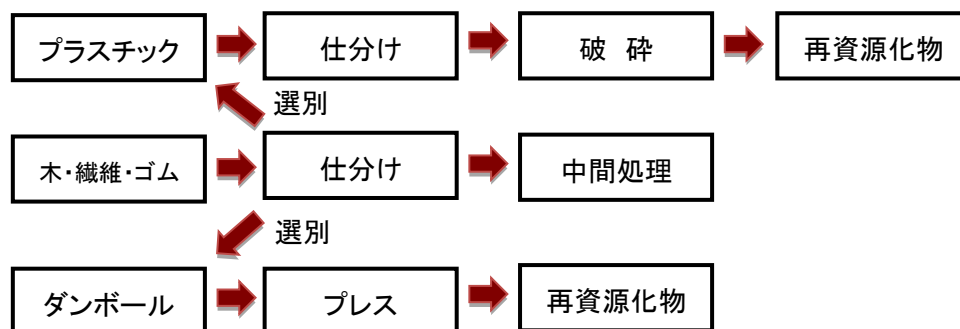 プラスチック
仕分け
破 砕
再資源化物
選別
木・繊維・ゴム
仕分け
中間処理
選別
ダンボール
プレス
再資源化物